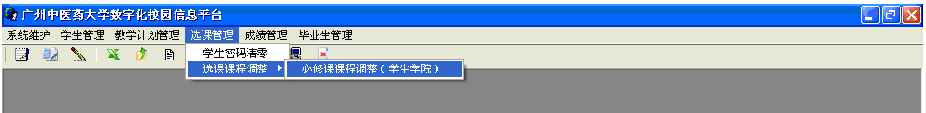 广州中医药大学数字化校园信息平台
系统维护 学生管理 教学计划管理 选课管理 成绩管理 毕业生管理
学生密码清零
选课课程调整 必修课课程调整(学生学院)